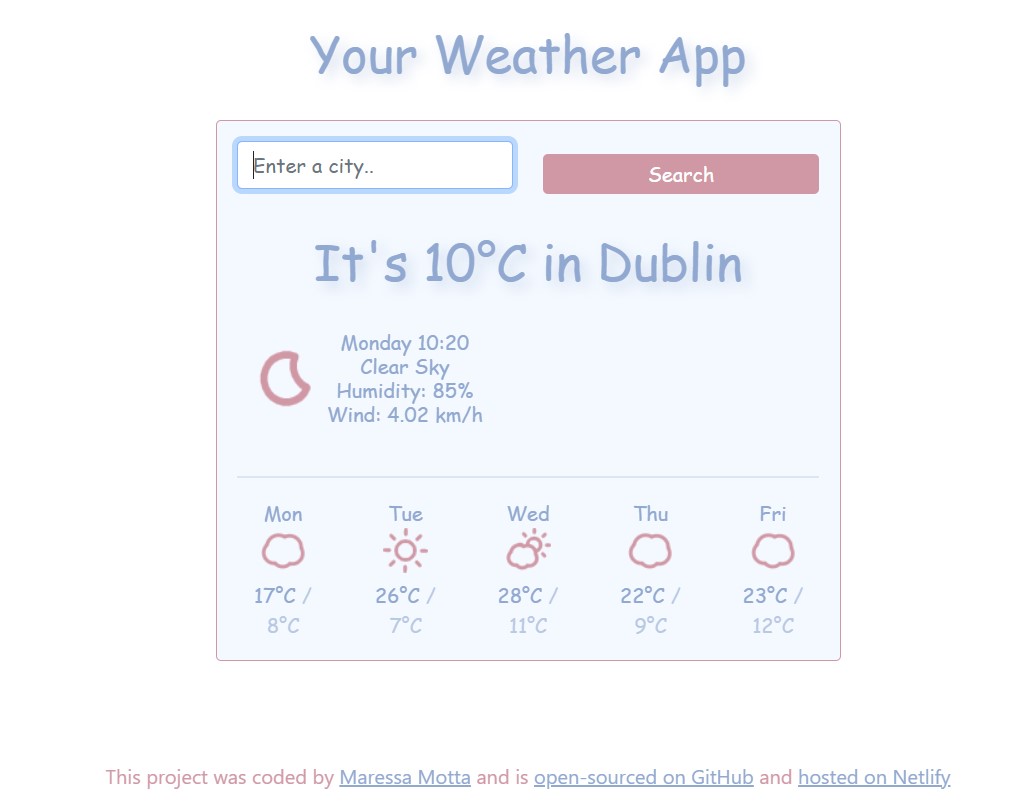 Your Weather App
Enter a city..
Search
It's 10°C in Dublin
Monday 10:20
Clear Sky
Humidity: 85%
Wind: 4.02 km/h
Mon Tue Wed Thu Fri
17°C / 26°C / 28°C / 22°C / 23°C /
8°C 7°C 11°C 9°C 12°C
This project was coded by Maressa Motta and is open-sourced on GitHub and hosted on Netlify